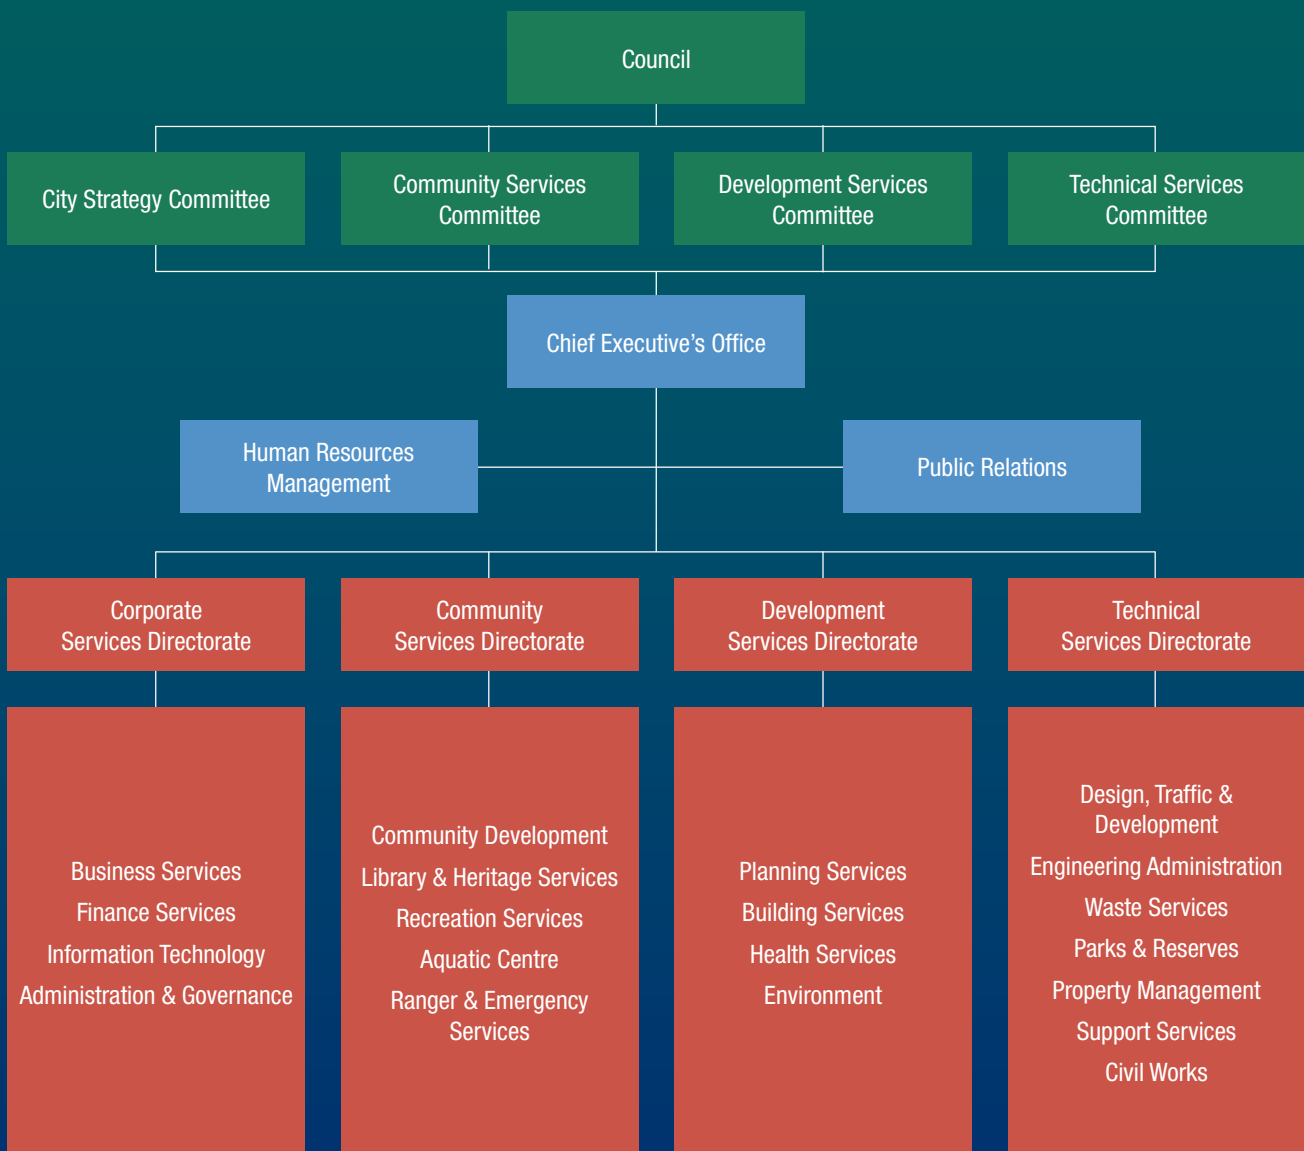 Council
City Strategy Committee
Community Services
Committee
Development Services
Committee
Technical Services
Committee
Chief Executive’s Office
Human Resources
Management
Public Relations
Corporate
Services Directorate
Community
Services Directorate
Development
Services Directorate
Technical
Services Directorate
Business Services
Finance Services
Information Technology
Administration & Governance
Community Development
Library & Heritage Services
Recreation Services
Aquatic Centre
Ranger & Emergency
Services
Planning Services
Building Services
Health Services
Environment
Design, Traffic &
Development
Engineering Administration
Waste Services
Parks & Reserves
Property Management
Support Services
Civil Works